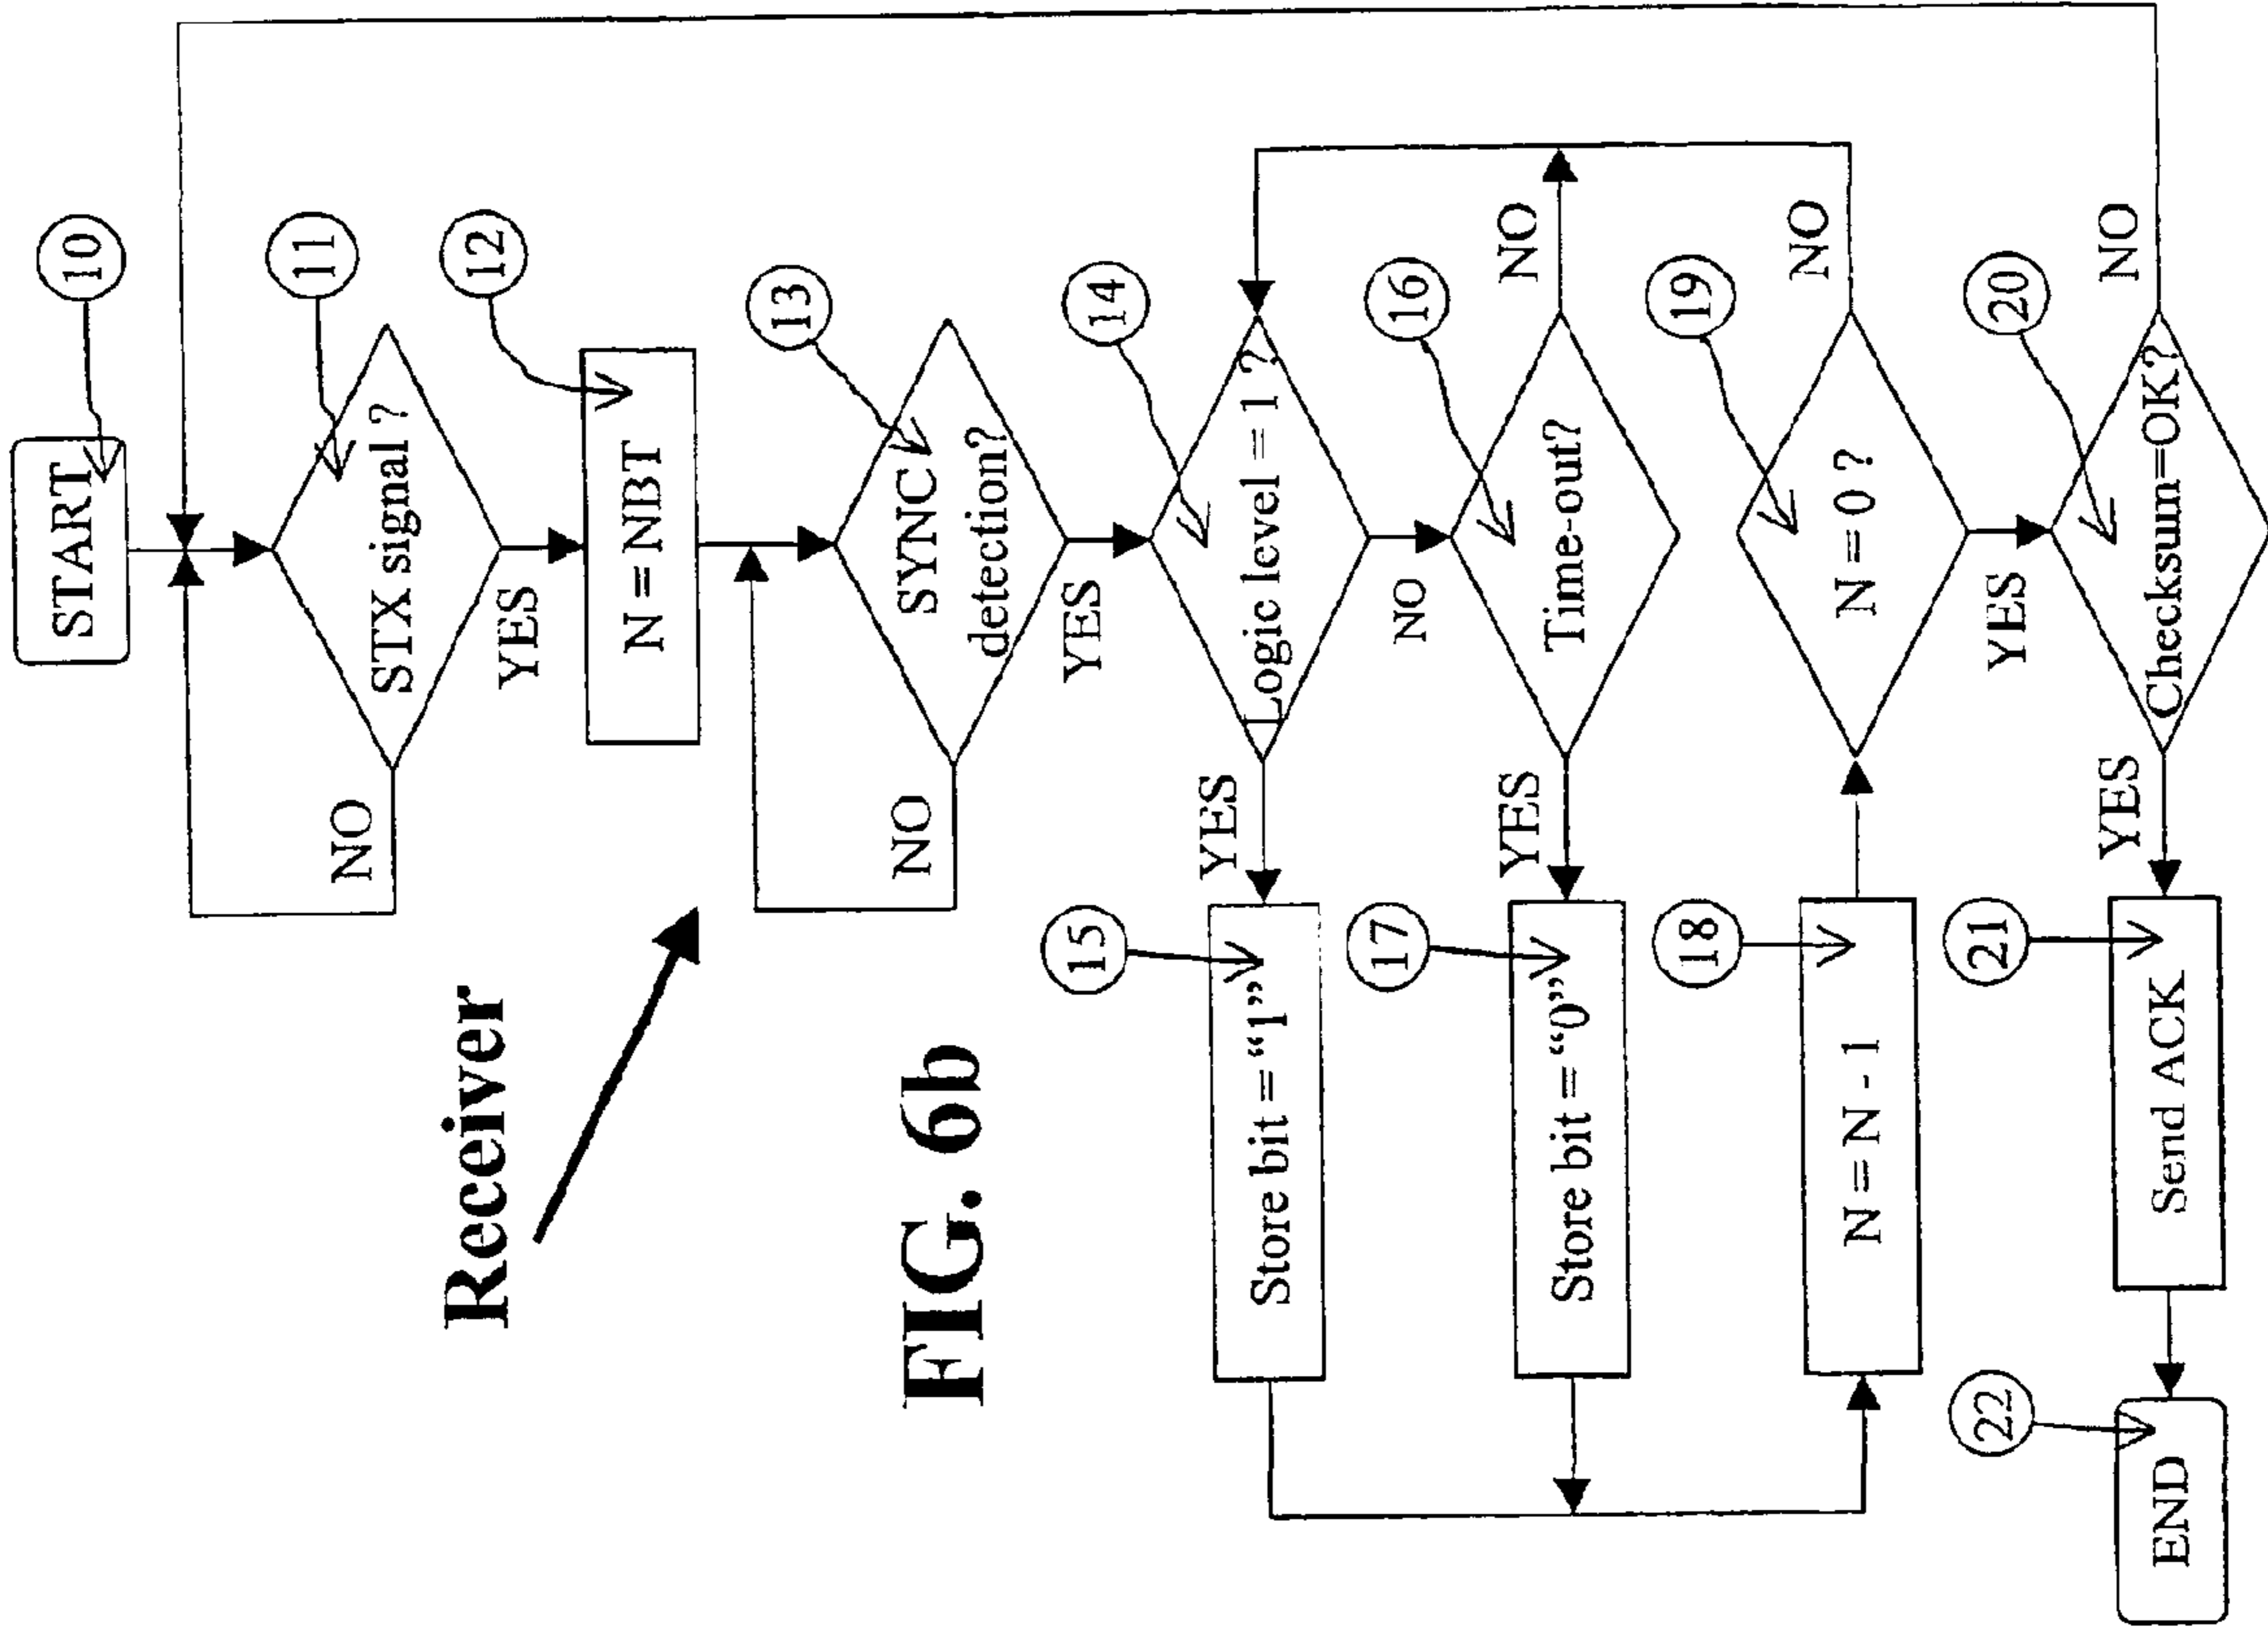 START
10
STX signal ?
11
NO
YES
N = NBT
12
SYNC
detection?
13
NO
YES
Logic level = 1 ?
14
YES
NO
Store bit = “1”
15
Time-out?
16
YES
NO
Store bit = “0”
17
N = N - 1
18
N = 0 ?
19
NO
YES
Checksum=OK?
20
YES
NO
Send ACK
21
END
22
Receiver
FIG. 6b